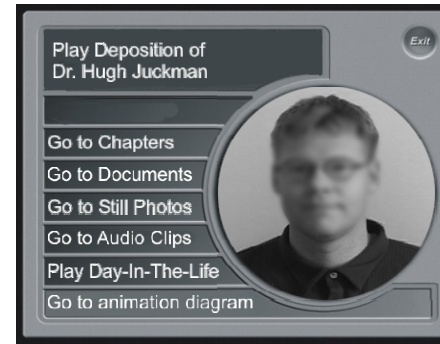 Exit
Play Deposition of
Dr. Hugh Juckman
Go to Chapters
Go to Documents
Go to Still Photos
Go to Audio Clips
Play Day-In-The-Life
Go to animation diagram